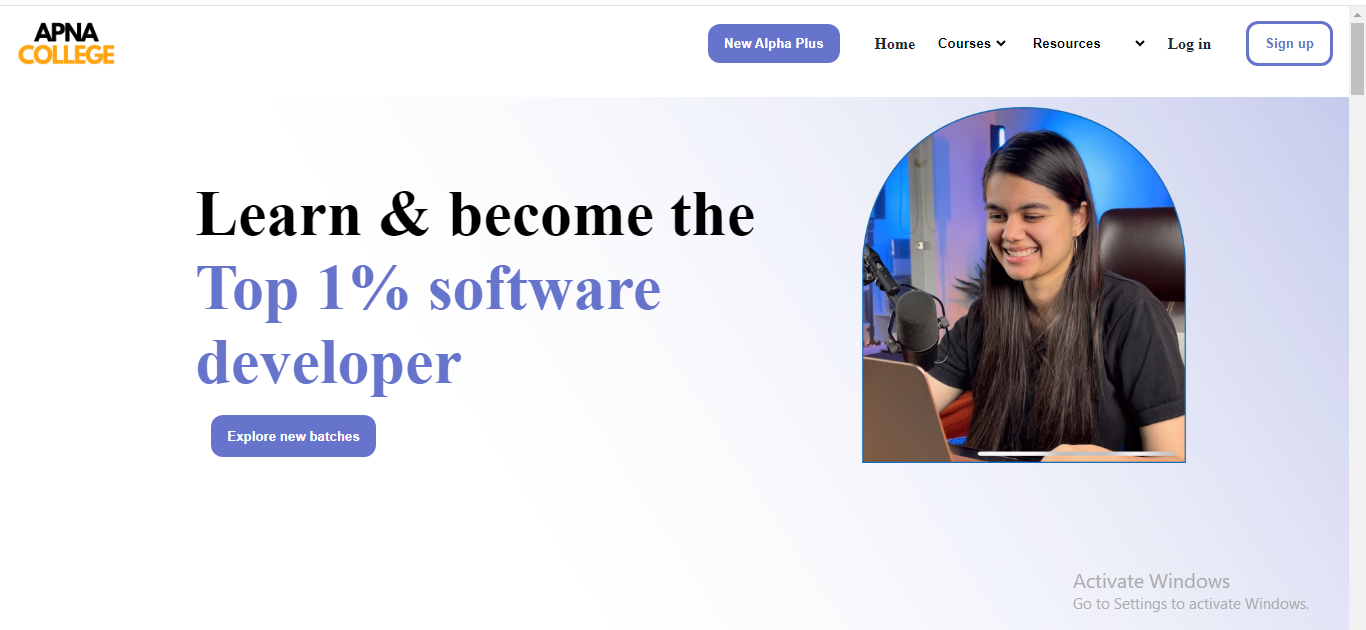 APNA
COLLEGE
New Alpha Plus
Home
Courses
Resources
Log in
Sign up
Learn & become the
Top 1% software
developer
Explore new batches
Activate Windows
Go to Settings to activate Windows.